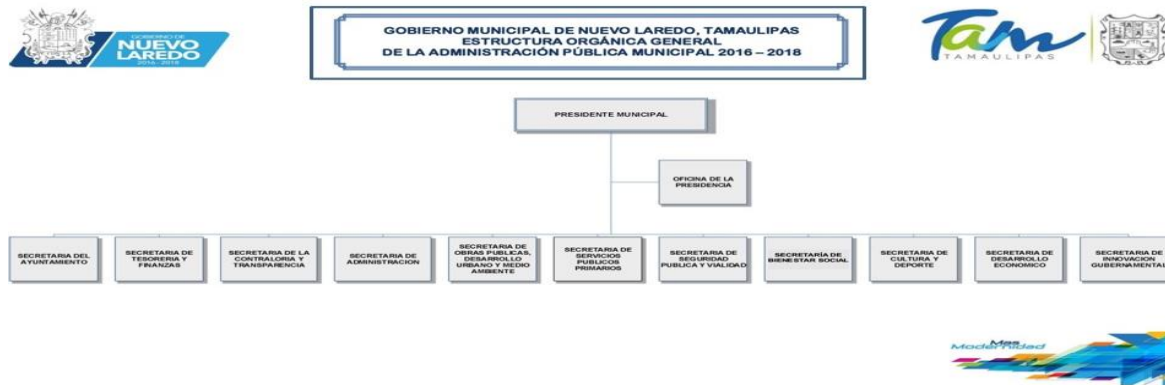 GOBIERNO DE
NUEVO
LAREDO
2016 - 2018
GOBIERNO MUNICIPAL DE NUEVO LAREDO, TAMAULIPAS
ESTRUCTURA ORGÁNICA GENERAL
DE LA ADMINISTRACIÓN PÚBLICA MUNICIPAL 2016 – 2018
Tam
TAMAULIPAS
PRESIDENTE MUNICIPAL
OFICINA DE LA
PRESIDENCIA
SECRETARIA DEL
AYUNTAMIENTO
SECRETARIA DE
TESORERIA Y
FINANZAS
SECRETARIA DE LA
CONTRALORIA Y
TRANSPARENCIA
SECRETARIA DE
ADMINISTRACION
SECRETARIA DE
OBRAS PUBLICAS,
DESARROLLO
URBANO Y MEDIO
AMBIENTE
SECRETARIA DE
SERVICIOS
PUBLICOS
PRIMARIOS
SECRETARIA DE
SEGURIDAD
PUBLICA Y VIALIDAD
SECRETARÍA DE
BIENESTAR SOCIAL
SECRETARIA DE
CULTURA Y
DEPORTE
SECRETARIA DE
DESARROLLO
ECONOMICO
SECRETARIA DE
INNOVACION
GUBERNAMENTAL
Mas
Modernidad